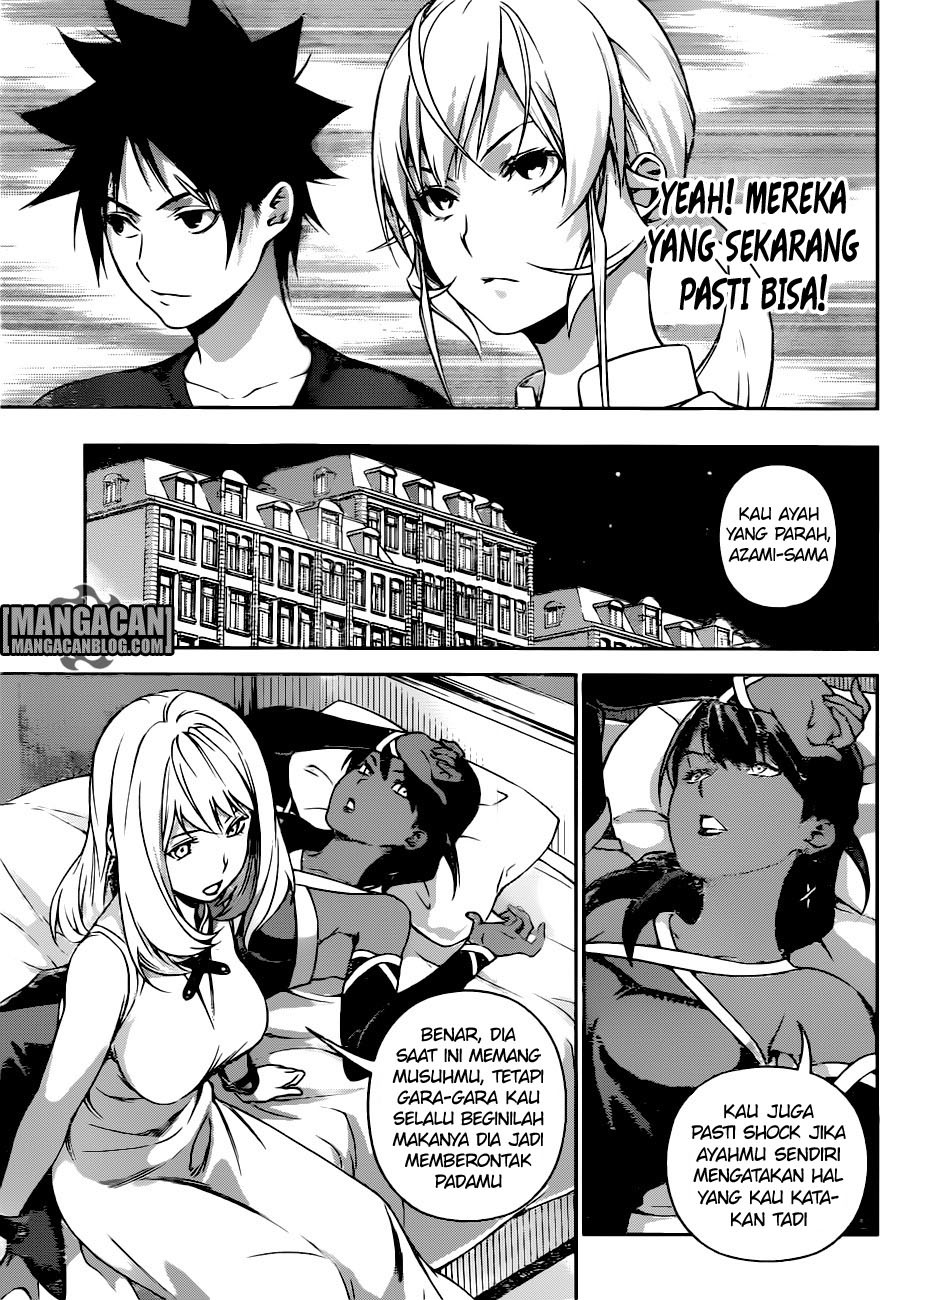 YEAH! MEREKA
YANG SEKARANG
PASTI BISA!
KAU AYAH
YANG PARAH,
AZAMI-SAMA
MANGACAN
MANGACANBLOG.COM
KAU JUGA
PASTI SHOCK JIKA
AYAHMU SENDIRI
MENGATAKAN HAL
YANG KAU KATA-
KAN TADI
BENAR, DIA
SAAT INI MEMANG
MUSUHMU, TETAPI
GARA-GARA KAU
SELALU BEGINILAH
MAKANYA DIA JADI
MEMBERONTAK
PADAMU